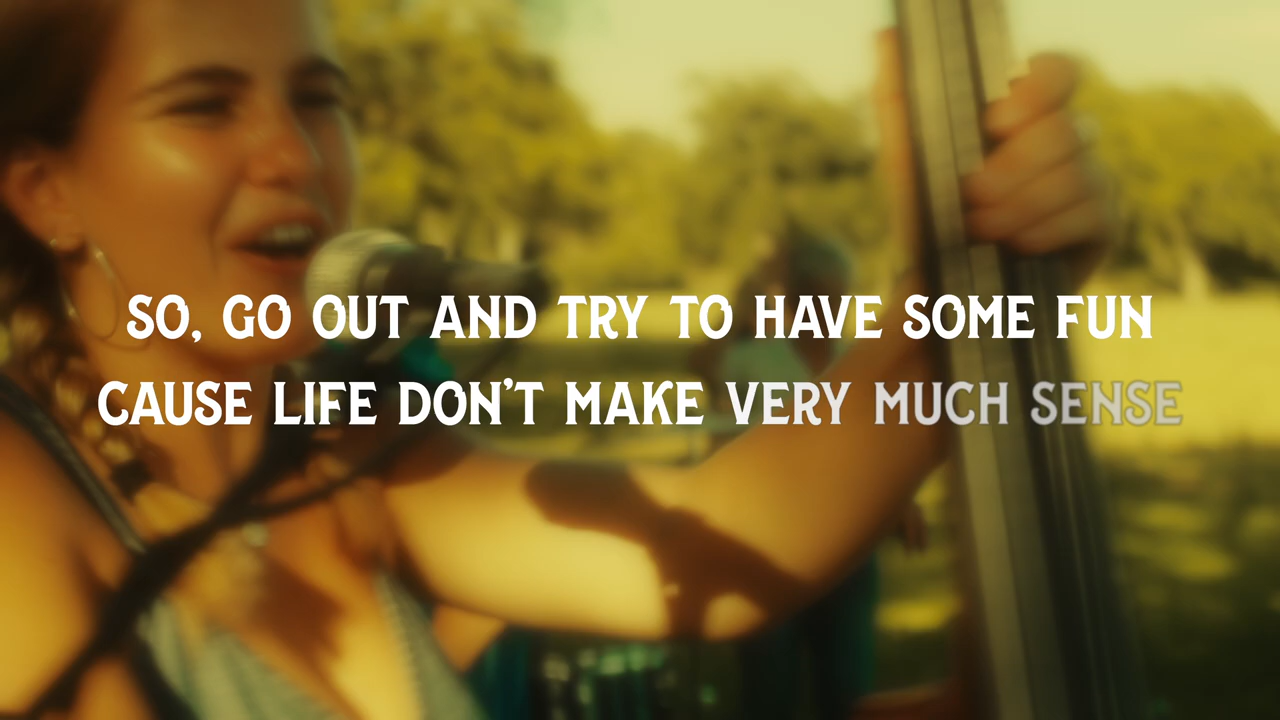 SO, GO OUT AND TRY TO HAVE SOME FUN
CAUSE LIFE DON'T MAKE VERY MUCH SENSE